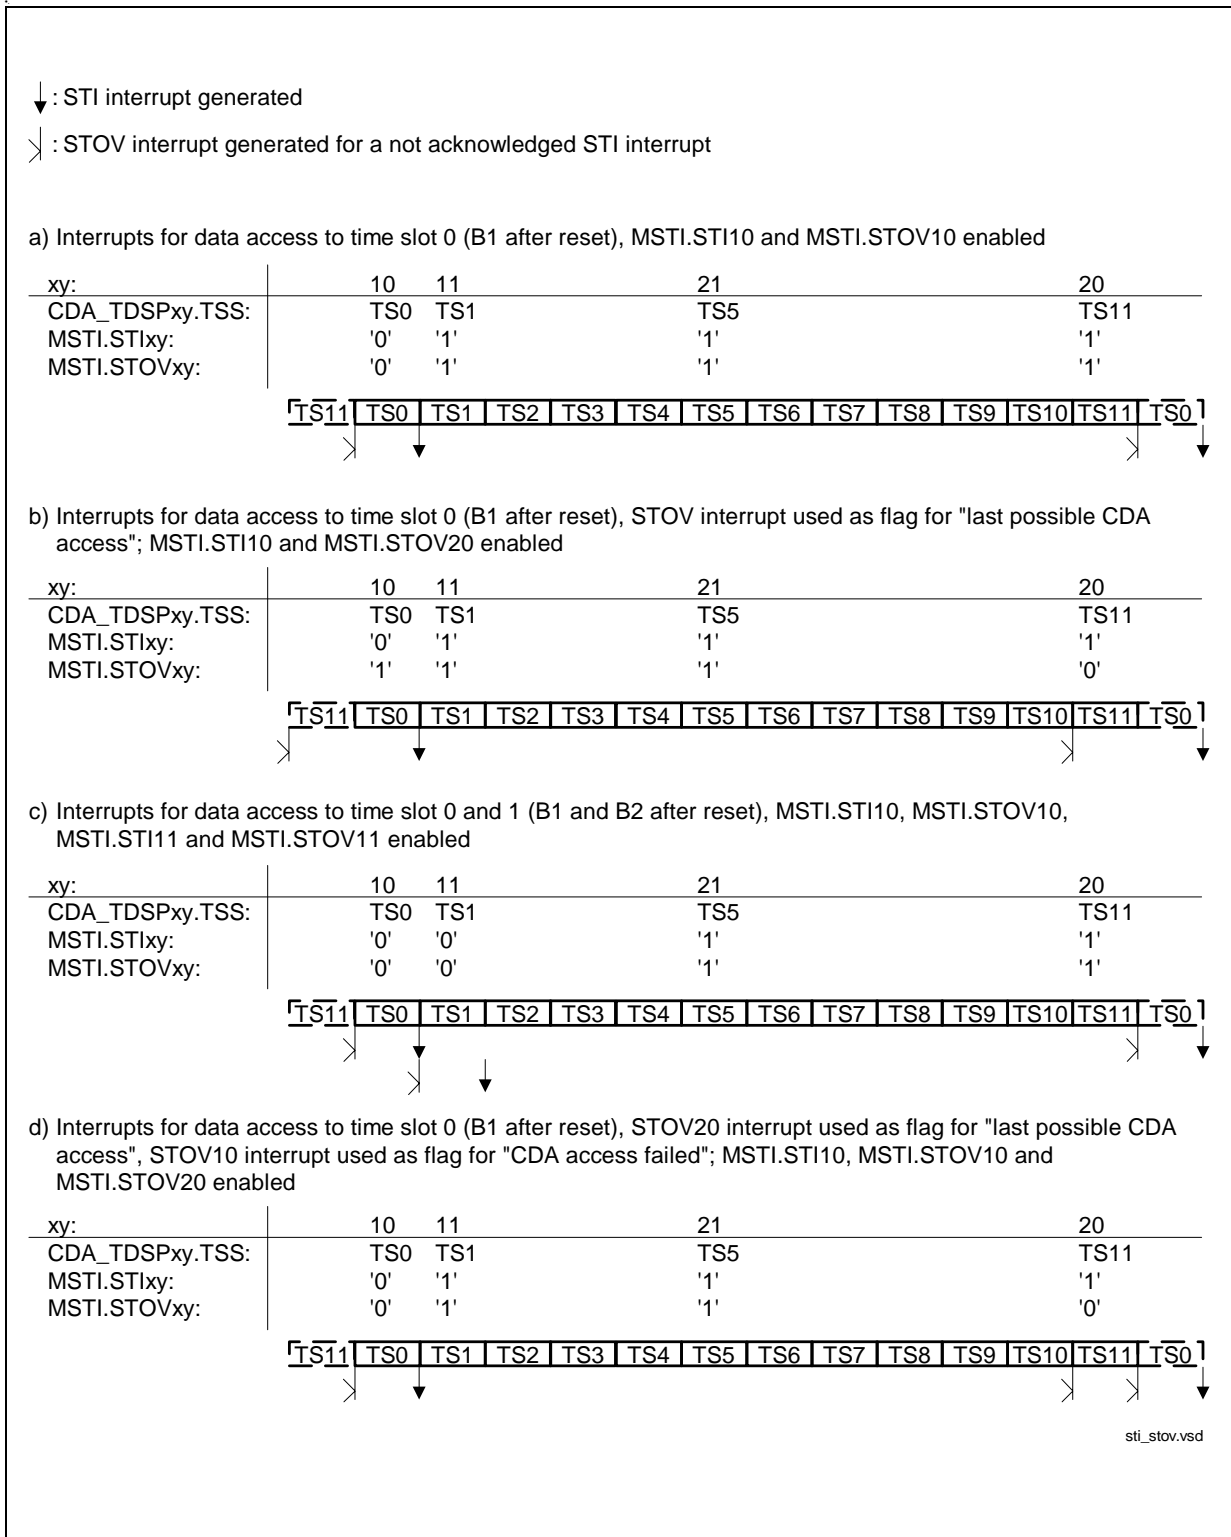 : STI interrupt generated
: STOV interrupt generated for a not acknowledged STI interrupt
a) Interrupts for data access to time slot 0 (B1 after reset), MSTI.STI10 and MSTI.STOV10 enabled
xy: 10 11 21 20
CDA_TDSPxy.TSS: TS0 TS1 TS5 TS11
MSTI.STIxy: '0' '1' '1' '1'
MSTI.STOVxy: '0' '1' '1' '1'
TS11 TS0 TS1 TS2 TS3 TS4 TS5 TS6 TS7 TS8 TS9 TS10 TS11 TS0
b) Interrupts for data access to time slot 0 (B1 after reset), STOV interrupt used as flag for "last possible CDA
access"; MSTI.STI10 and MSTI.STOV20 enabled
xy: 10 11 21 20
CDA_TDSPxy.TSS: TS0 TS1 TS5 TS11
MSTI.STIxy: '0' '1' '1' '1'
MSTI.STOVxy: '1' '1' '1' '0'
TS11 TS0 TS1 TS2 TS3 TS4 TS5 TS6 TS7 TS8 TS9 TS10 TS11 TS0
c) Interrupts for data access to time slot 0 and 1 (B1 and B2 after reset), MSTI.STI10, MSTI.STOV10,
MSTI.STI11 and MSTI.STOV11 enabled
xy: 10 11 21 20
CDA_TDSPxy.TSS: TS0 TS1 TS5 TS11
MSTI.STIxy: '0' '0' '1' '1'
MSTI.STOVxy: '0' '0' '1' '1'
TS11 TS0 TS1 TS2 TS3 TS4 TS5 TS6 TS7 TS8 TS9 TS10 TS11 TS0
d) Interrupts for data access to time slot 0 (B1 after reset), STOV20 interrupt used as flag for "last possible CDA
access", STOV10 interrupt used as flag for "CDA access failed"; MSTI.STI10, MSTI.STOV10 and
MSTI.STOV20 enabled
xy: 10 11 21 20
CDA_TDSPxy.TSS: TS0 TS1 TS5 TS11
MSTI.STIxy: '0' '1' '1' '1'
MSTI.STOVxy: '0' '1' '1' '0'
TS11 TS0 TS1 TS2 TS3 TS4 TS5 TS6 TS7 TS8 TS9 TS10 TS11 TS0
sti_stov.vsd